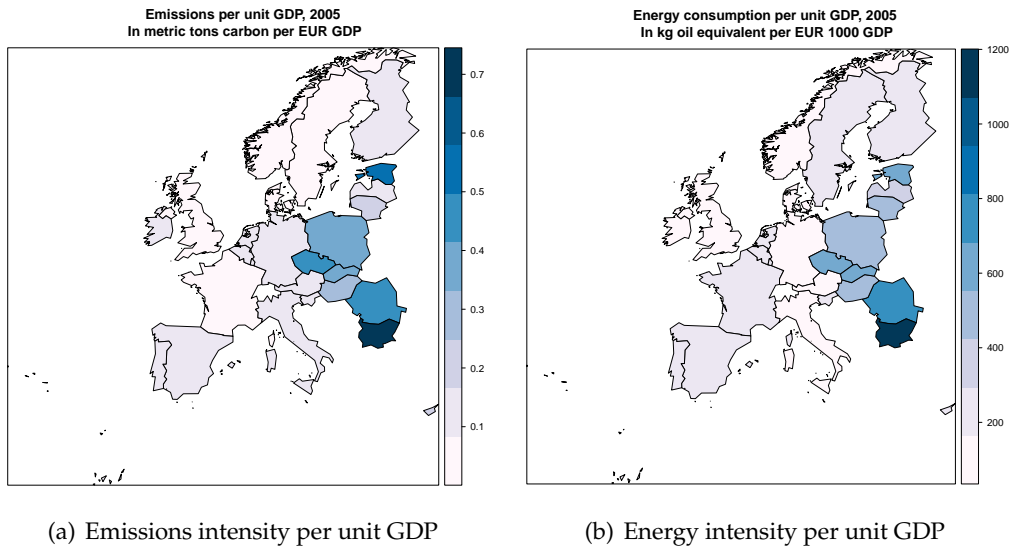 Emissions per unit GDP, 2005
In metric tons carbon per EUR GDP
0.7
0.6
0.5
0.4
0.3
0.2
0.1
(a) Emissions intensity per unit GDP
Energy consumption per unit GDP, 2005
In kg oil equivalent per EUR 1000 GDP
1200
1000
800
600
400
200
(b) Energy intensity per unit GDP